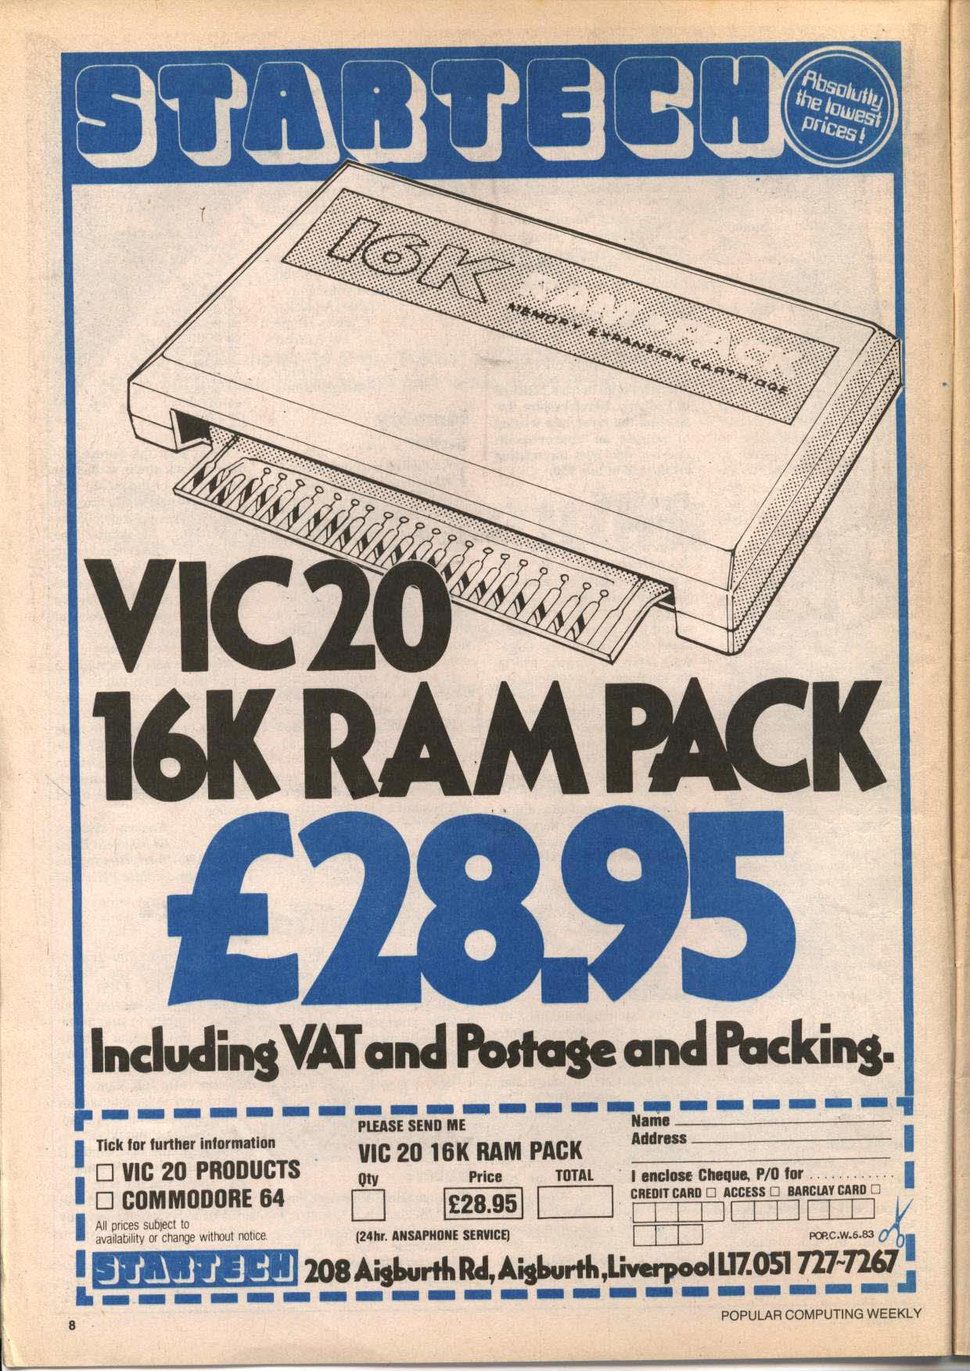 STARTECH
Absolutly
the lowest
prices!
16K RAM PACK
MEMORY EXPANSION CARTRIDGE
VIC 20
16K RAM PACK
£28.95
Including VAT and Postage and Packing.
Tick for further information
VIC 20 PRODUCTS
COMMODORE 64
All prices subject to
availability or change without notice.
PLEASE SEND ME
VIC 20 16K RAM PACK
Qty Price TOTAL
£28.95
(24hr. ANSAPHONE SERVICE)
Name
Address
I enclose Cheque, P/O for ............
CREDIT CARD ACCESS BARCLAY CARD
POP.C.W.5.83
STARTECH 208 Aigburth Rd, Aigburth, Liverpool L17. 051 727-7267
8
POPULAR COMPUTING WEEKLY